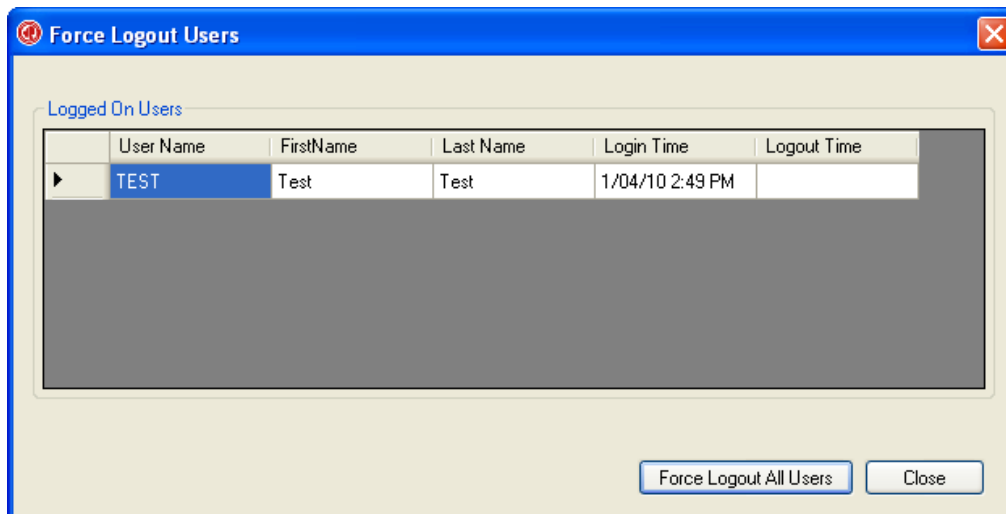 Force Logout Users
Logged On Users
User Name FirstName Last Name Login Time Logout Time
TEST Test Test 1/04/10 2:49 PM
Force Logout All Users Close